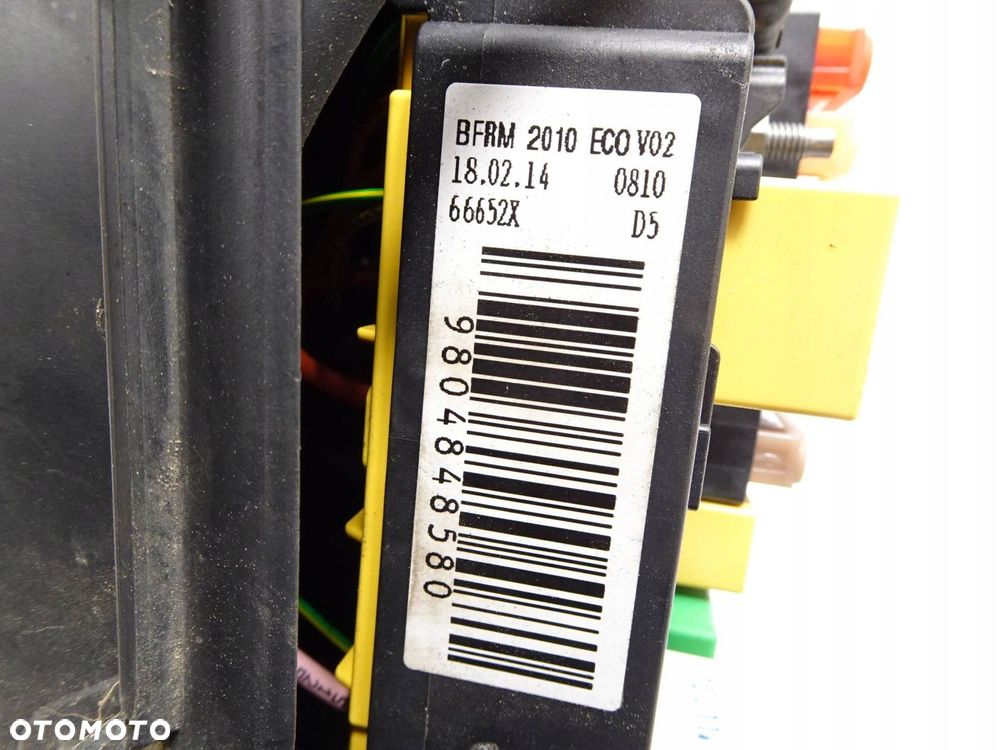 BFRM 2010 ECO V02
18.02.14 0810
66652X D5
9804848580
OTOMOTO